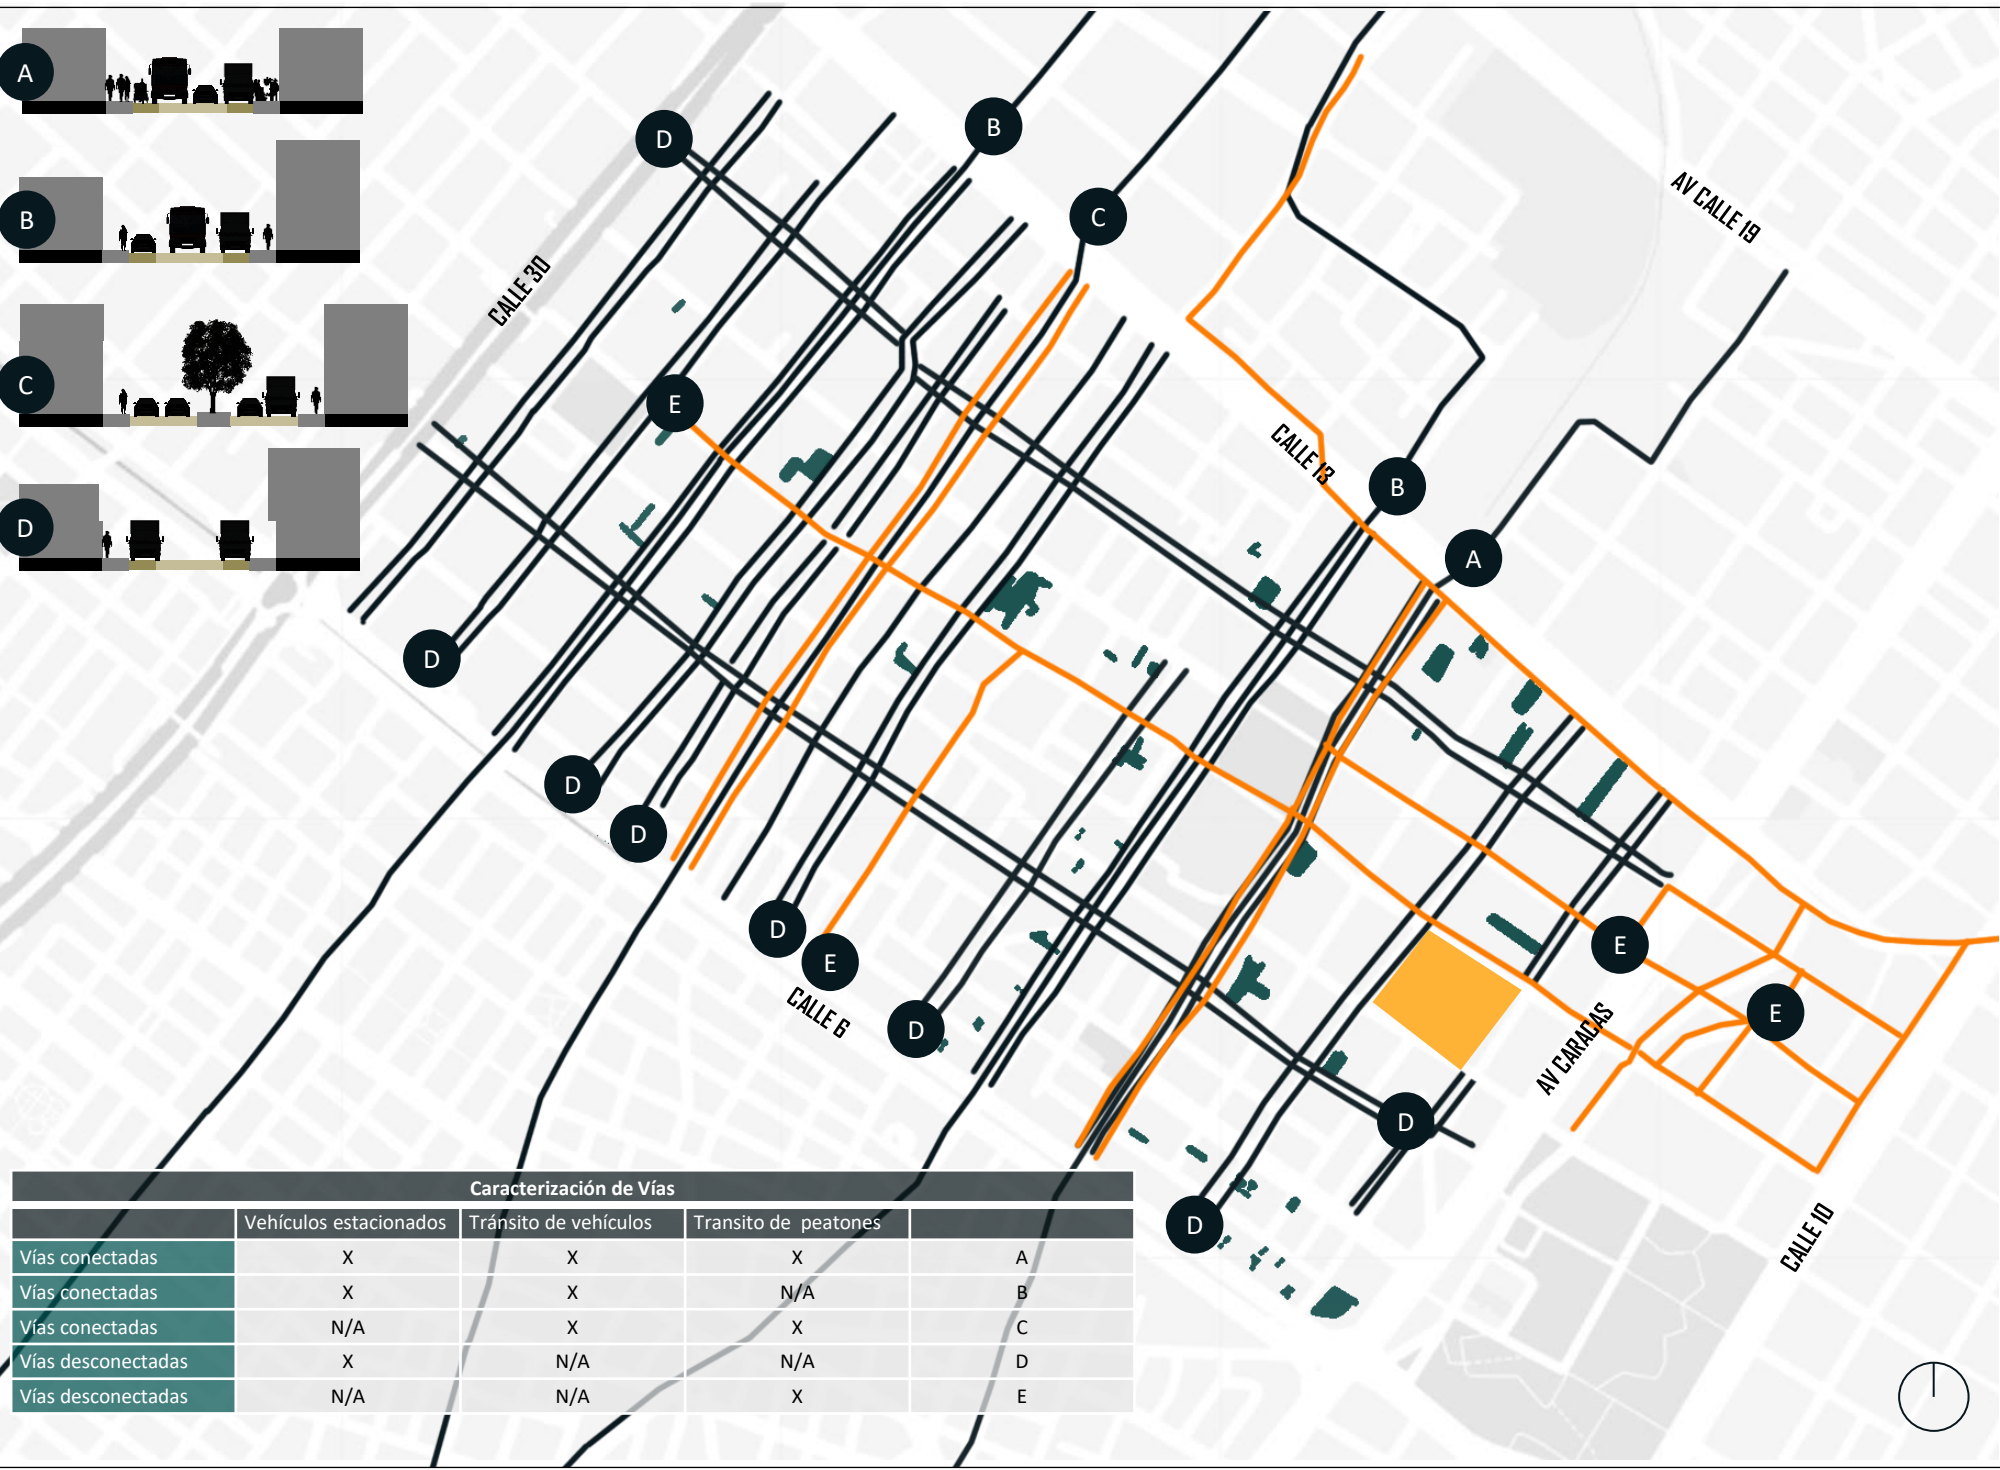 A
B
C
D
D
B
C
CALLE 30
AV CALLE 19
E
CALLE 13
B
A
D
D
D
D
E
CALLE 6
D
E
E
AV CARACAS
D
D
CALLE 10
Caracterización de Vías
Vehículos estacionados Tránsito de vehículos Transito de peatones
Vías conectadas X X X A
Vías conectadas X X N/A B
Vías conectadas N/A X X C
Vías desconectadas X N/A N/A D
Vías desconectadas N/A N/A X E